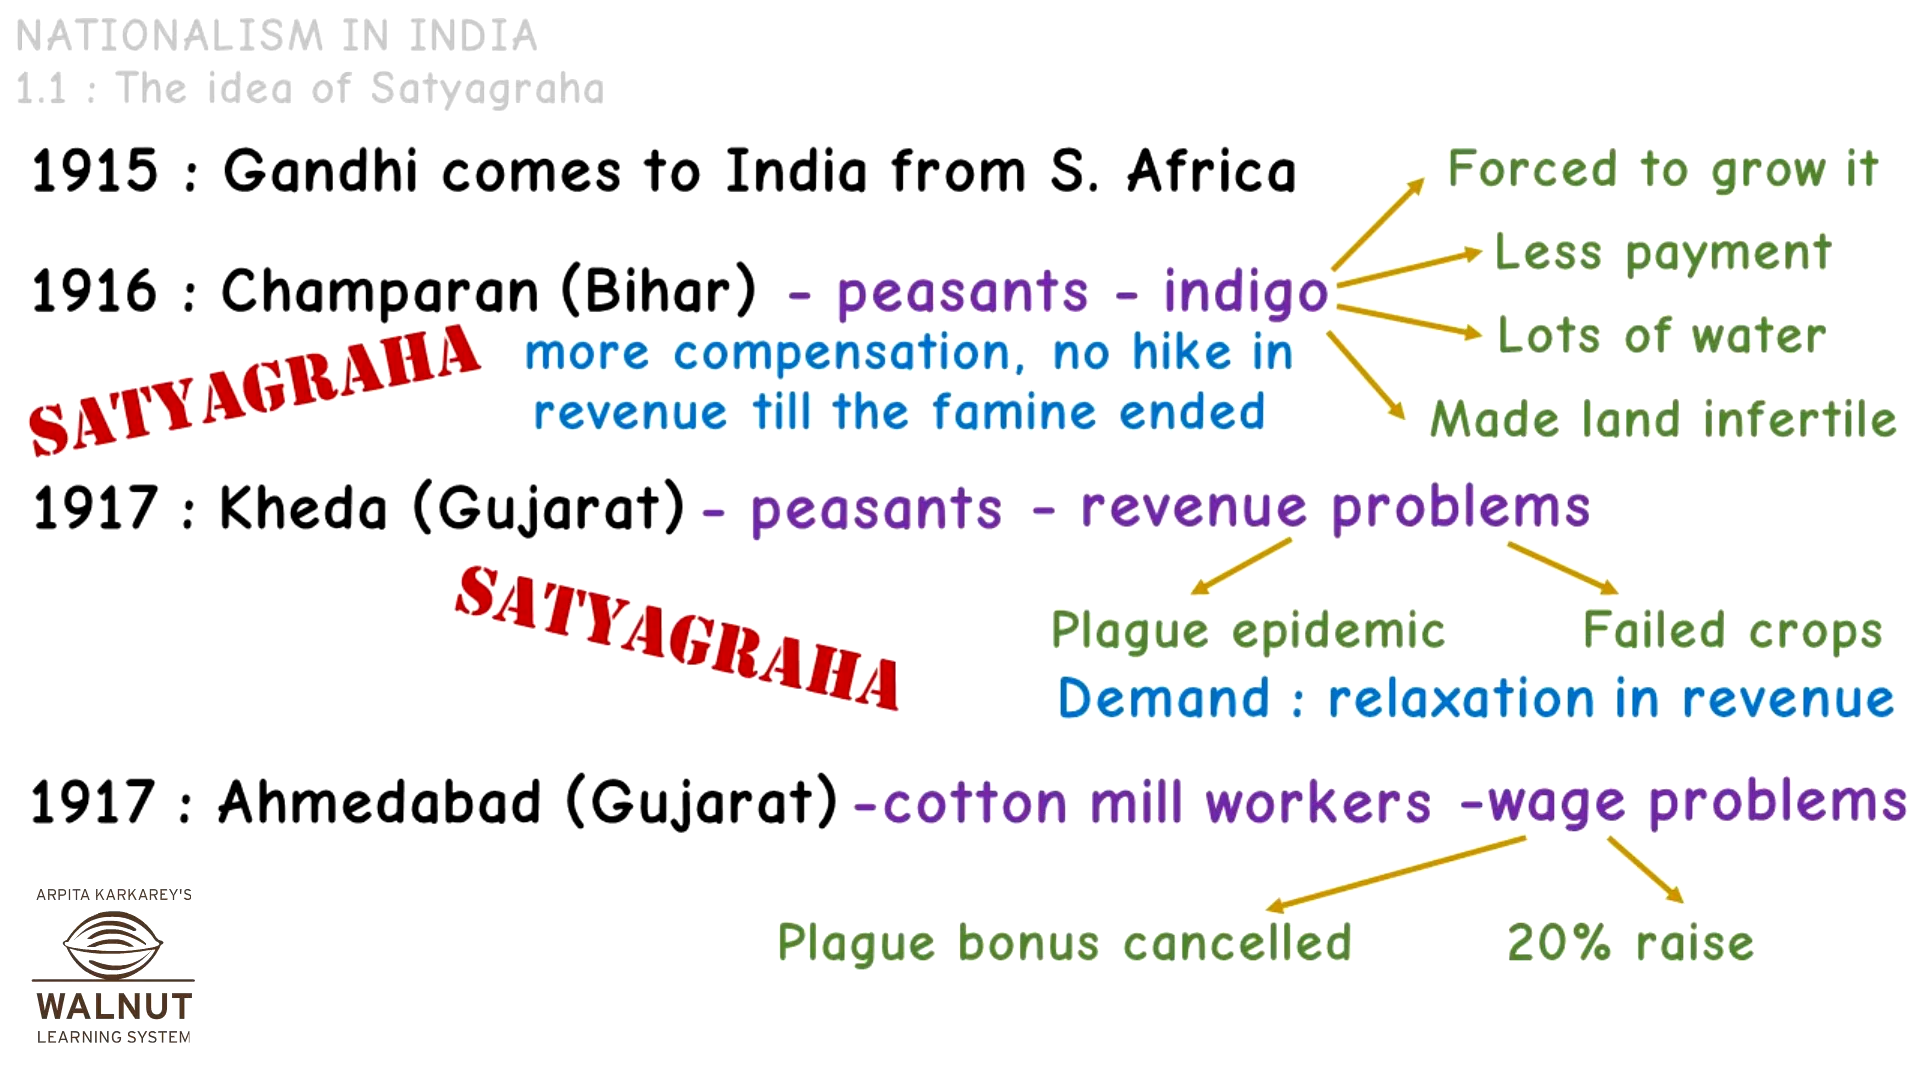 NATIONALISM IN INDIA
1.1 : The idea of Satyagraha
1915 : Gandhi comes to India from S. Africa
Forced to grow it
Less payment
1916 : Champaran (Bihar) - peasants - indigo
Lots of water
SATYAGRAHA
more compensation, no hike in
revenue till the famine ended
Made land infertile
1917 : Kheda (Gujarat) - peasants - revenue problems
SATYAGRAHA
Plague epidemic
Failed crops
Demand : relaxation in revenue
1917 : Ahmedabad (Gujarat) -cotton mill workers -wage problems
Plague bonus cancelled
20% raise
ARPITA KARKAREY'S
WALNUT
LEARNING SYSTEM